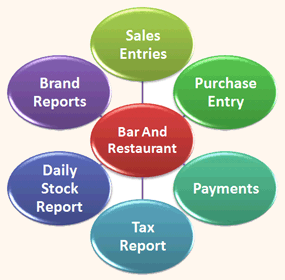 Sales
Entries
Brand
Reports
Purchase
Entry
Bar And
Restaurant
Daily
Stock
Report
Payments
Tax
Report